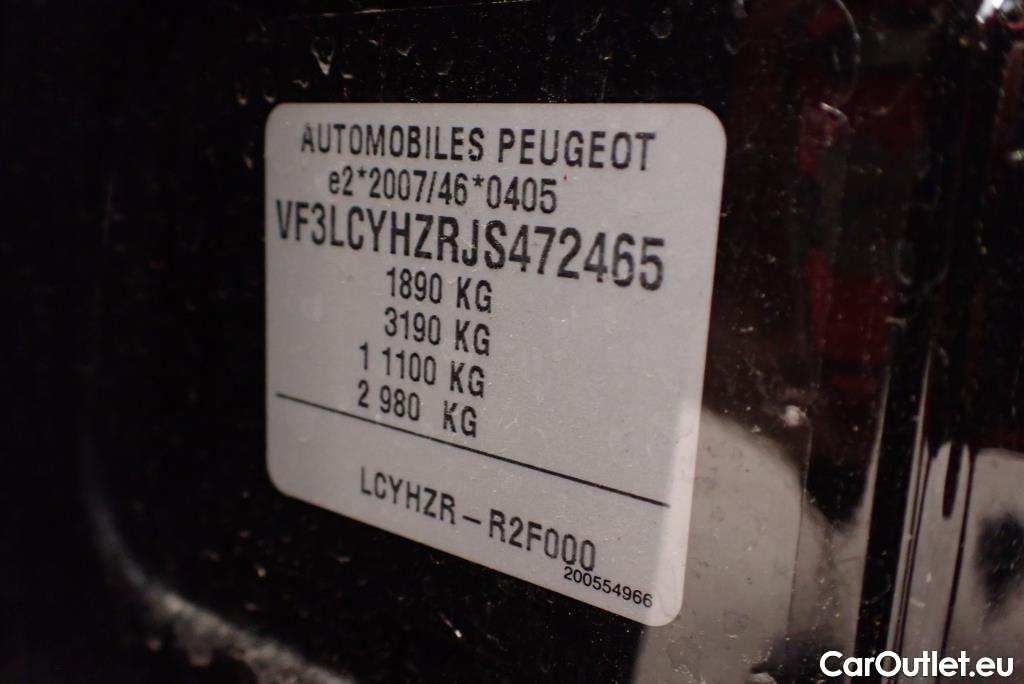 AUTOMOBILES PEUGEOT
e2*2007/46*0405
VF3LCYHZRJS472465
1890 KG
3190 KG
1 1100 KG
2 980 KG
LCYHZR-R2F000
200554966
CarOutlet.eu